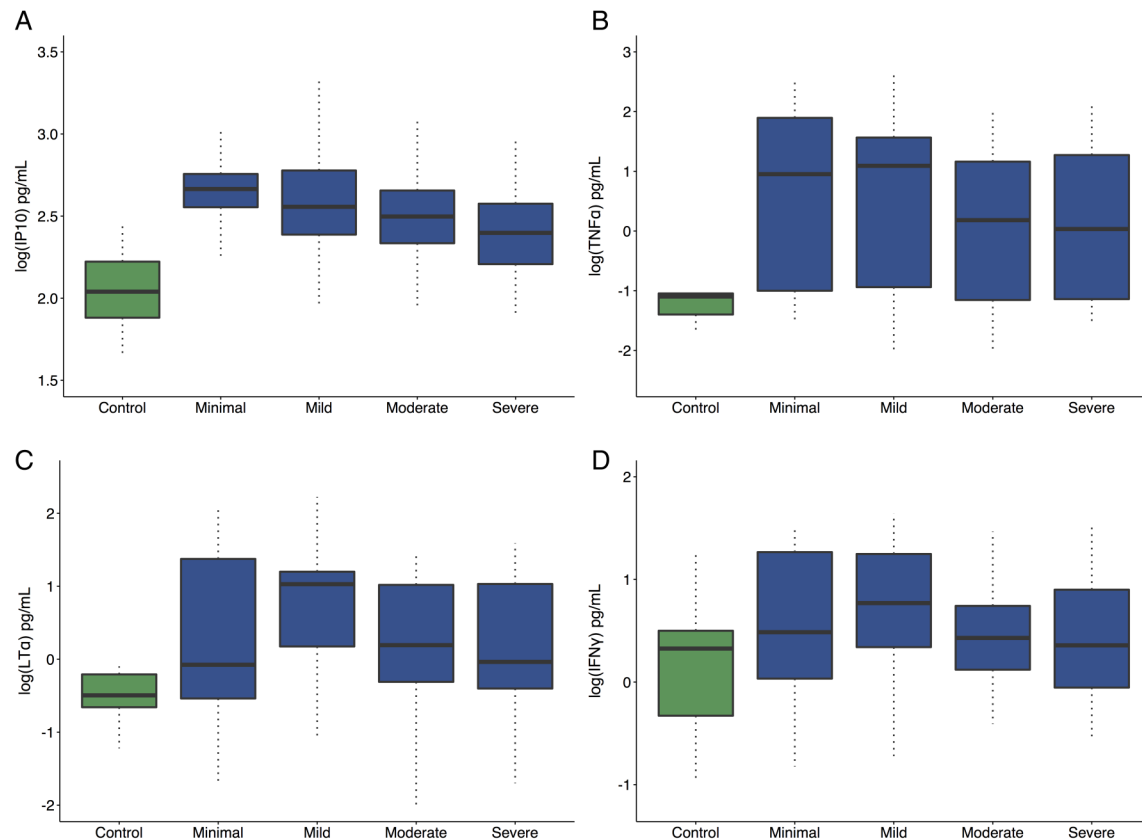 A
log(IP10) pg/mL
3.5
3.0
2.5
2.0
1.5
Control Minimal Mild Moderate Severe
B
log(TNFα) pg/mL
3
2
1
0
-1
-2
Control Minimal Mild Moderate Severe
C
log(LTα) pg/mL
2
1
0
-1
-2
Control Minimal Mild Moderate Severe
D
log(IFNγ) pg/mL
2
1
0
-1
Control Minimal Mild Moderate Severe